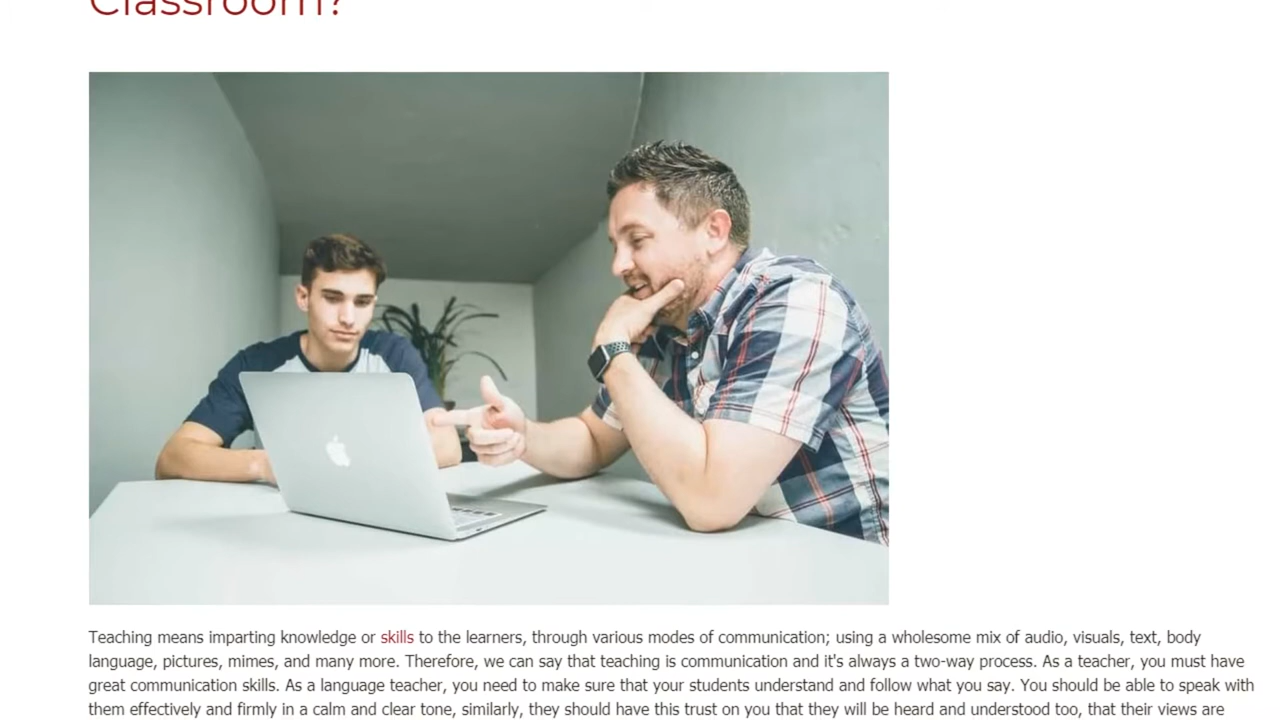 Classroom?
Teaching means imparting knowledge or skills to the learners, through various modes of communication; using a wholesome mix of audio, visuals, text, body
language, pictures, mimes, and many more. Therefore, we can say that teaching is communication and it's always a two-way process. As a teacher, you must have
great communication skills. As a language teacher, you need to make sure that your students understand and follow what you say. You should be able to speak with
them effectively and firmly in a calm and clear tone, similarly, they should have this trust on you that they will be heard and understood too, that their views are